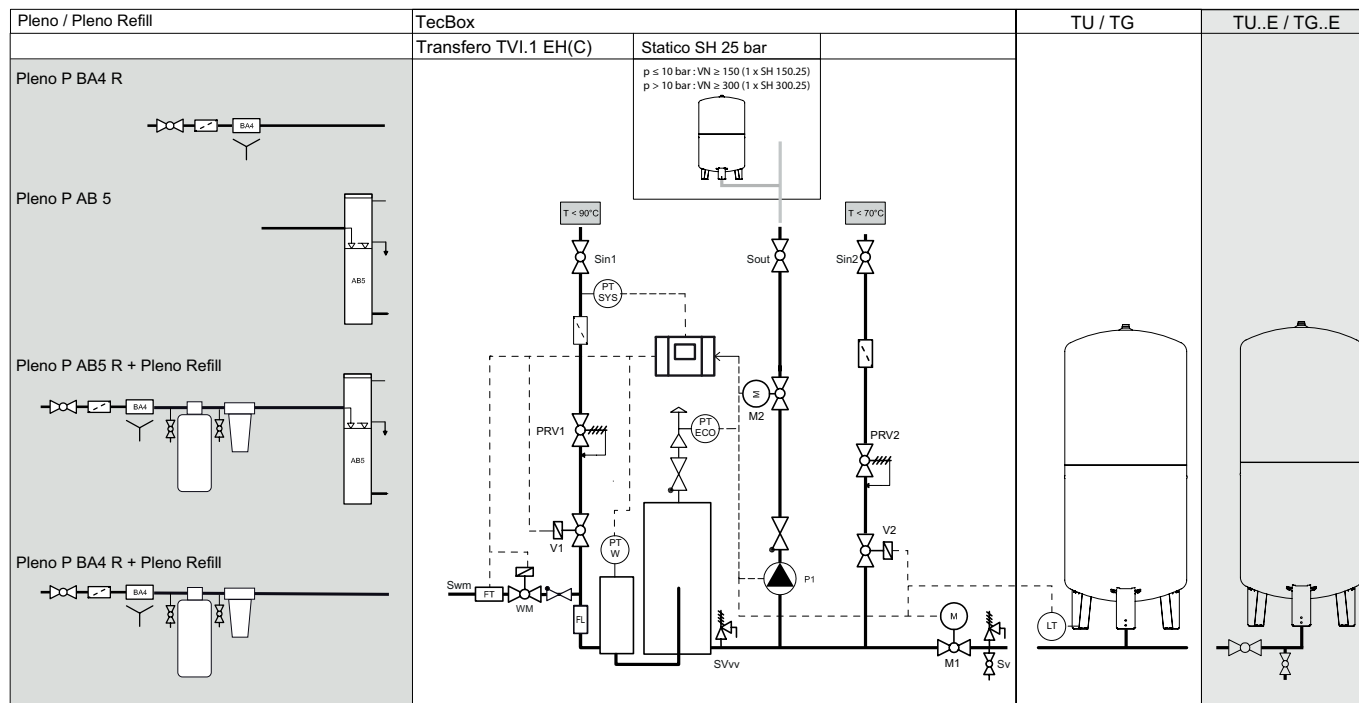 Pleno / Pleno Refill
TecBox
TU / TG
TU..E / TG..E
Transfero TVI.1 EH(C)
Statico SH 25 bar
p ≤ 10 bar : VN ≥ 150 (1 x SH 150.25)
p > 10 bar : VN ≥ 300 (1 x SH 300.25)
Pleno P BA4 R
BA4
Pleno P AB 5
AB5
Pleno P AB5 R + Pleno Refill
BA4
AB5
Pleno P BA4 R + Pleno Refill
BA4
T < 90°C
T < 70°C
Sin1
Sout
Sin2
PT
SYS
M
M2
PT
ECO
PRV1
PRV2
V1
V2
PT
W
P1
Swm
FT
WM
FL
M
LT
SVvv
M1
Sv